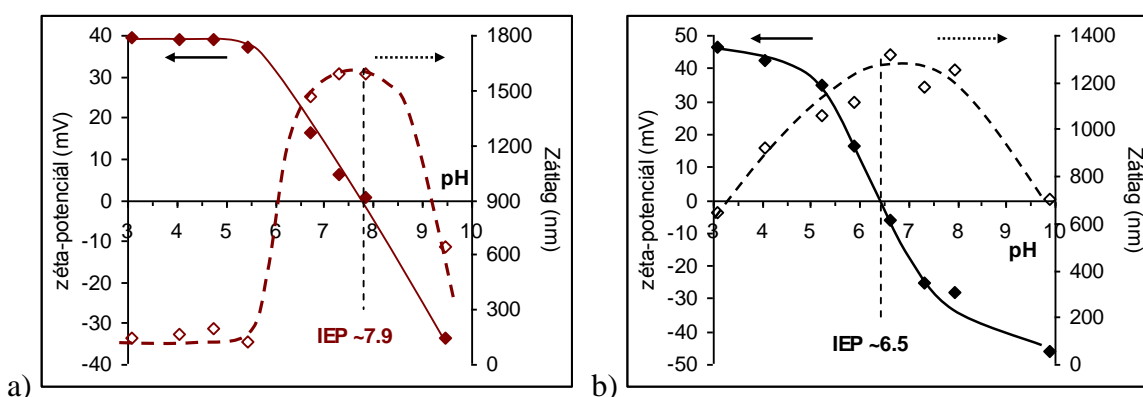 a)
zéta-potenciál (mV)
40
30
20
10
0
-10
-20
-30
-40
3 4 5 6 7 8 9 10
pH
IEP ~7.9
1800
1500
1200
900
600
300
0
Zátlag (nm)
b)
zéta-potenciál (mV)
50
40
30
20
10
0
-10
-20
-30
-40
-50
3 4 5 6 7 8 9 10
pH
IEP ~6.5
1400
1200
1000
800
600
400
200
0
Zátlag (nm)